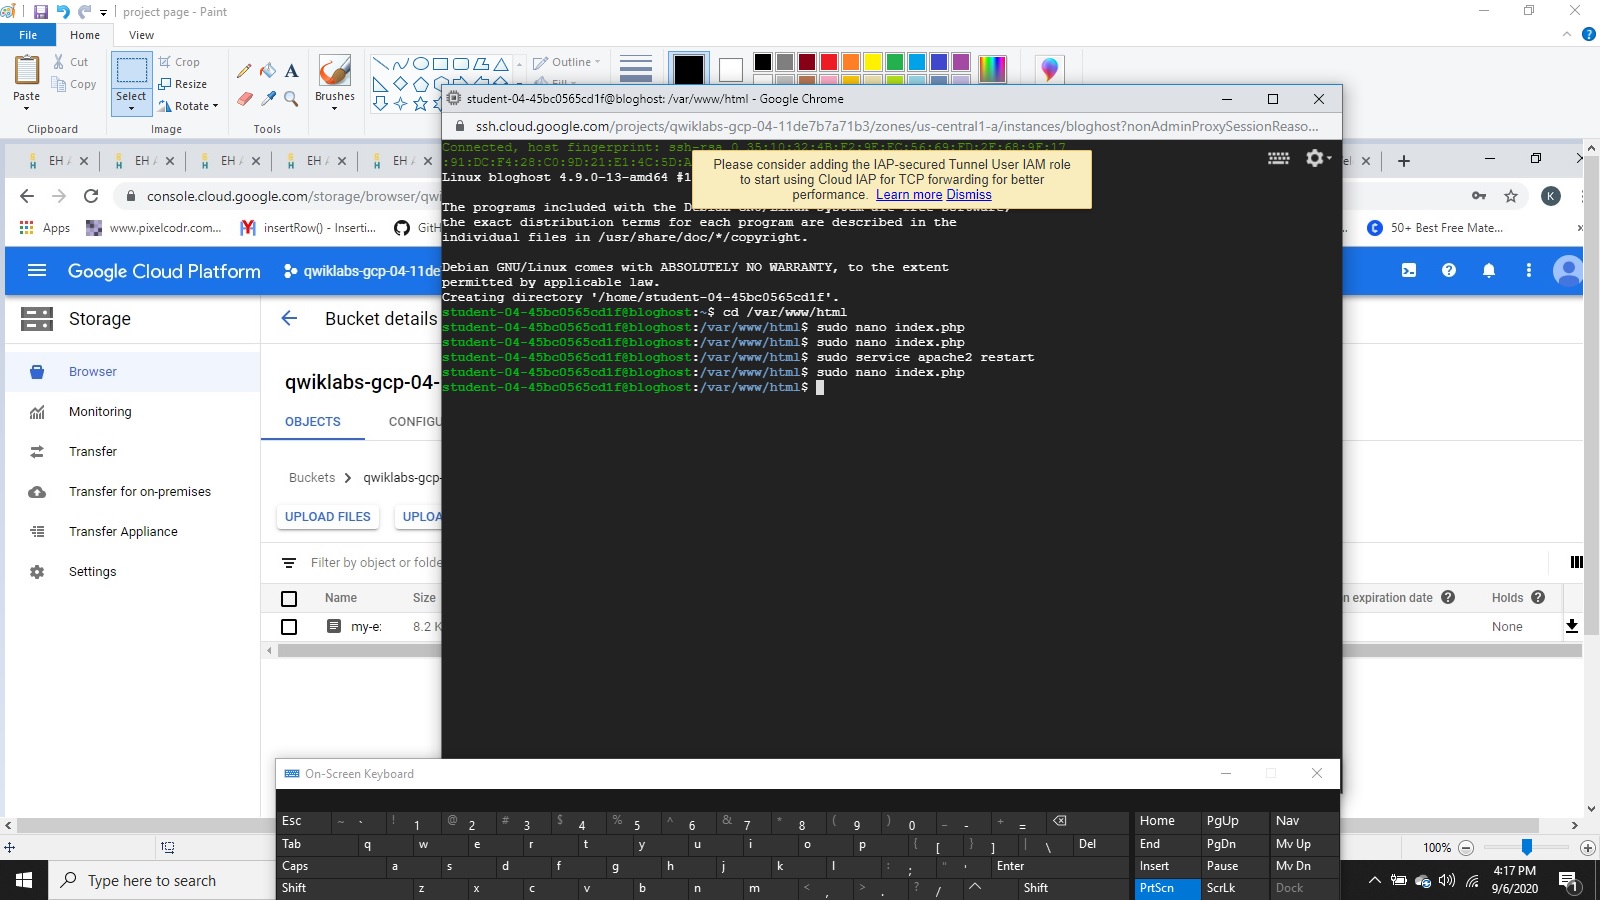 project page - Paint
File
Home
View
Paste
Cut
Copy
Clipboard
Select
Crop
Resize
Rotate
Image
Tools
Brushes
Outline
Fill
student-04-45bc0565cd1f@bloghost: /var/www/html - Google Chrome
ssh.cloud.google.com/projects/qwiklabs-gcp-04-11de7b7a71b3/zones/us-central1-a/instances/bloghost?nonAdminProxySessionReaso...
Connected, host fingerprint: ssh-rsa 0 35:10:32:4B:F2:9E:FC:56:69:FD:2E:68:9E:17
:91:DC:F4:28:C0:9D:21:E1:4C:5D:A
Linux bloghost 4.9.0-13-amd64 #1
Please consider adding the IAP-secured Tunnel User IAM role
to start using Cloud IAP for TCP forwarding for better
performance. Learn more Dismiss
The programs included with the Debian GNU/Linux system are free software;
the exact distribution terms for each program are described in the
individual files in /usr/share/doc/*/copyright.
Debian GNU/Linux comes with ABSOLUTELY NO WARRANTY, to the extent
permitted by applicable law.
Creating directory '/home/student-04-45bc0565cd1f'.
student-04-45bc0565cd1f@bloghost:~$ cd /var/www/html
student-04-45bc0565cd1f@bloghost:/var/www/html$ sudo nano index.php
student-04-45bc0565cd1f@bloghost:/var/www/html$ sudo nano index.php
student-04-45bc0565cd1f@bloghost:/var/www/html$ sudo service apache2 restart
student-04-45bc0565cd1f@bloghost:/var/www/html$ sudo nano index.php
student-04-45bc0565cd1f@bloghost:/var/www/html$
EH
EH
EH
EH
EH
console.cloud.google.com/storage/browser/qwi
K
Apps
www.pixelcodr.com...
insertRow() - Inserti...
GitH
50+ Best Free Mate...
Google Cloud Platform
qwiklabs-gcp-04-11de
Storage
Bucket details
Browser
Monitoring
Transfer
Transfer for on-premises
Transfer Appliance
Settings
qwiklabs-gcp-04-
OBJECTS
CONFIGU
Buckets > qwiklabs-gcp-
UPLOAD FILES
UPLOA
Filter by object or folde
Name
Size
n expiration date
Holds
my-e:
8.2 K
None
On-Screen Keyboard
Esc ~ ` ! 1 @ 2 # 3 $ 4 % 5 ^ 6 & 7 * 8 ( 9 ) 0 _ - + = Home PgUp Nav
Tab q w e r t y u i o p { [ } ] | \ Del End PgDn Mv Up
Caps a s d f g h j k l : ; " ' Enter Insert Pause Mv Dn
Shift z x c v b n m < , > . ? / Shift PrtScn ScrLk Dock
100%
Type here to search
4:17 PM
9/6/2020
1